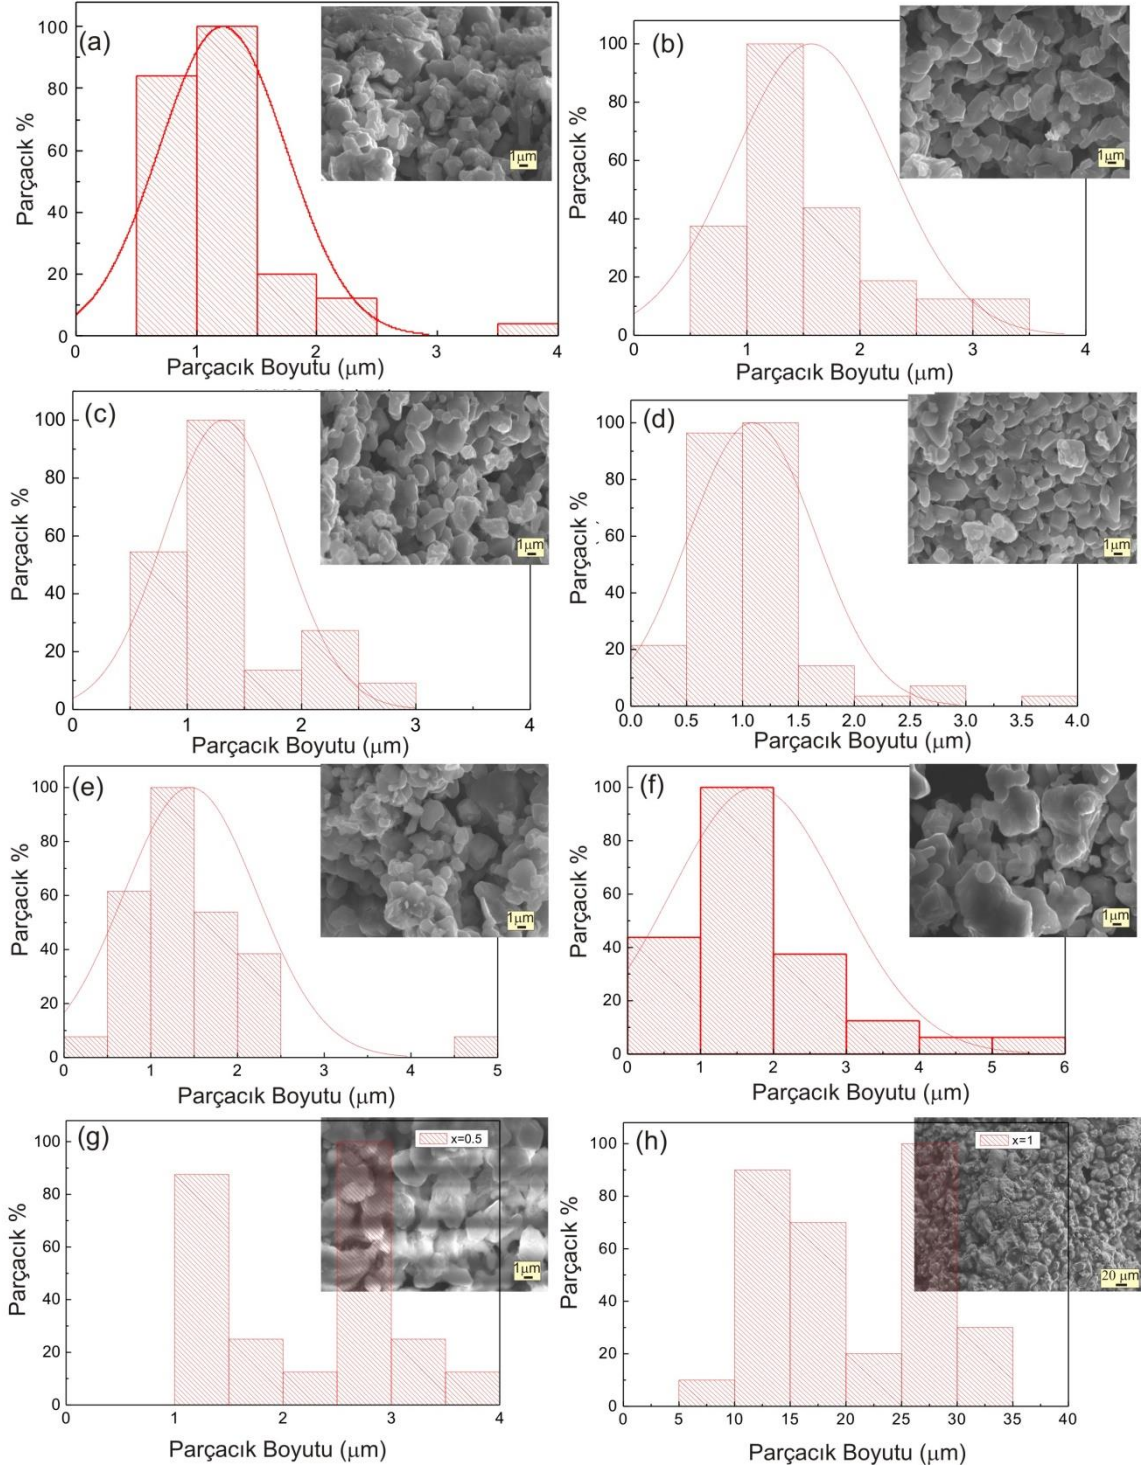 (a)
100
80
60
40
20
0
Parçacık %
0 1 2 3 4
Parçacık Boyutu (μm)
1μm
(b)
100
80
60
40
20
0
Parçacık %
0 1 2 3 4
Parçacık Boyutu (μm)
1μm
(c)
100
80
60
40
20
0
Parçacık %
0 1 2 3 4
Parçacık Boyutu (μm)
1μm
(d)
100
80
60
40
20
0
Parçacık %
0.0 0.5 1.0 1.5 2.0 2.5 3.0 3.5 4.0
Parçacık Boyutu (μm)
1μm
(e)
100
80
60
40
20
0
Parçacık %
0 1 2 3 4 5
Parçacık Boyutu (μm)
1μm
(f)
100
80
60
40
20
0
Parçacık %
0 1 2 3 4 5 6
Parçacık Boyutu (μm)
1μm
(g)
x=0.5
100
80
60
40
20
0
Parçacık %
0 1 2 3 4
Parçacık Boyutu (μm)
1μm
(h)
x=1
100
80
60
40
20
0
Parçacık %
0 5 10 15 20 25 30 35 40
Parçacık Boyutu (μm)
20 μm